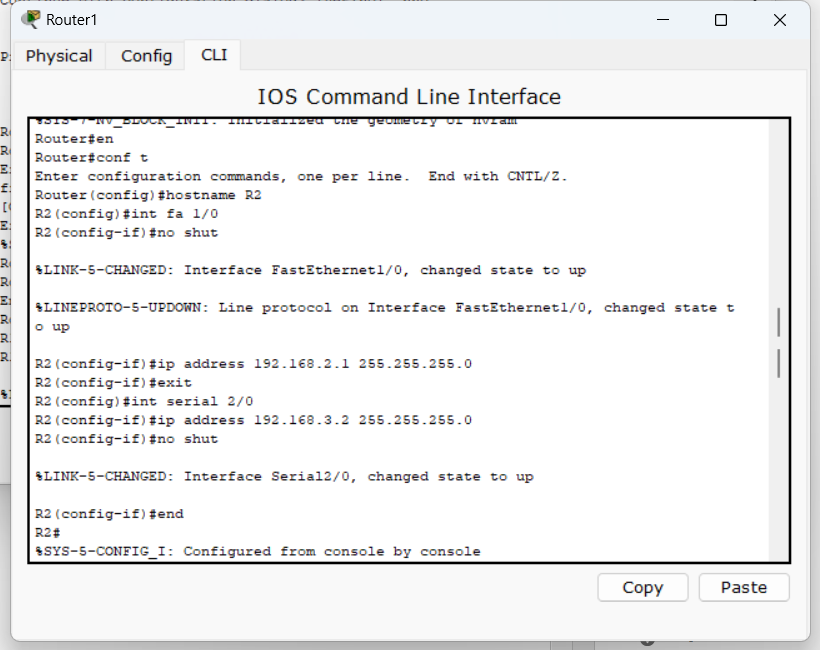 Router1
Physical
Config
CLI
IOS Command Line Interface
%SYS-7-NV_BLOCK_INIT: Initialized the geometry of nvram
Router#en
Router#conf t
Enter configuration commands, one per line.  End with CNTL/Z.
Router(config)#hostname R2
R2(config)#int fa 1/0
R2(config-if)#no shut
%LINK-5-CHANGED: Interface FastEthernet1/0, changed state to up
%LINEPROTO-5-UPDOWN: Line protocol on Interface FastEthernet1/0, changed state t
o up
R2(config-if)#ip address 192.168.2.1 255.255.255.0
R2(config-if)#exit
R2(config)#int serial 2/0
R2(config-if)#ip address 192.168.3.2 255.255.255.0
R2(config-if)#no shut
%LINK-5-CHANGED: Interface Serial2/0, changed state to up
R2(config-if)#end
R2#
%SYS-5-CONFIG_I: Configured from console by console
Copy
Paste